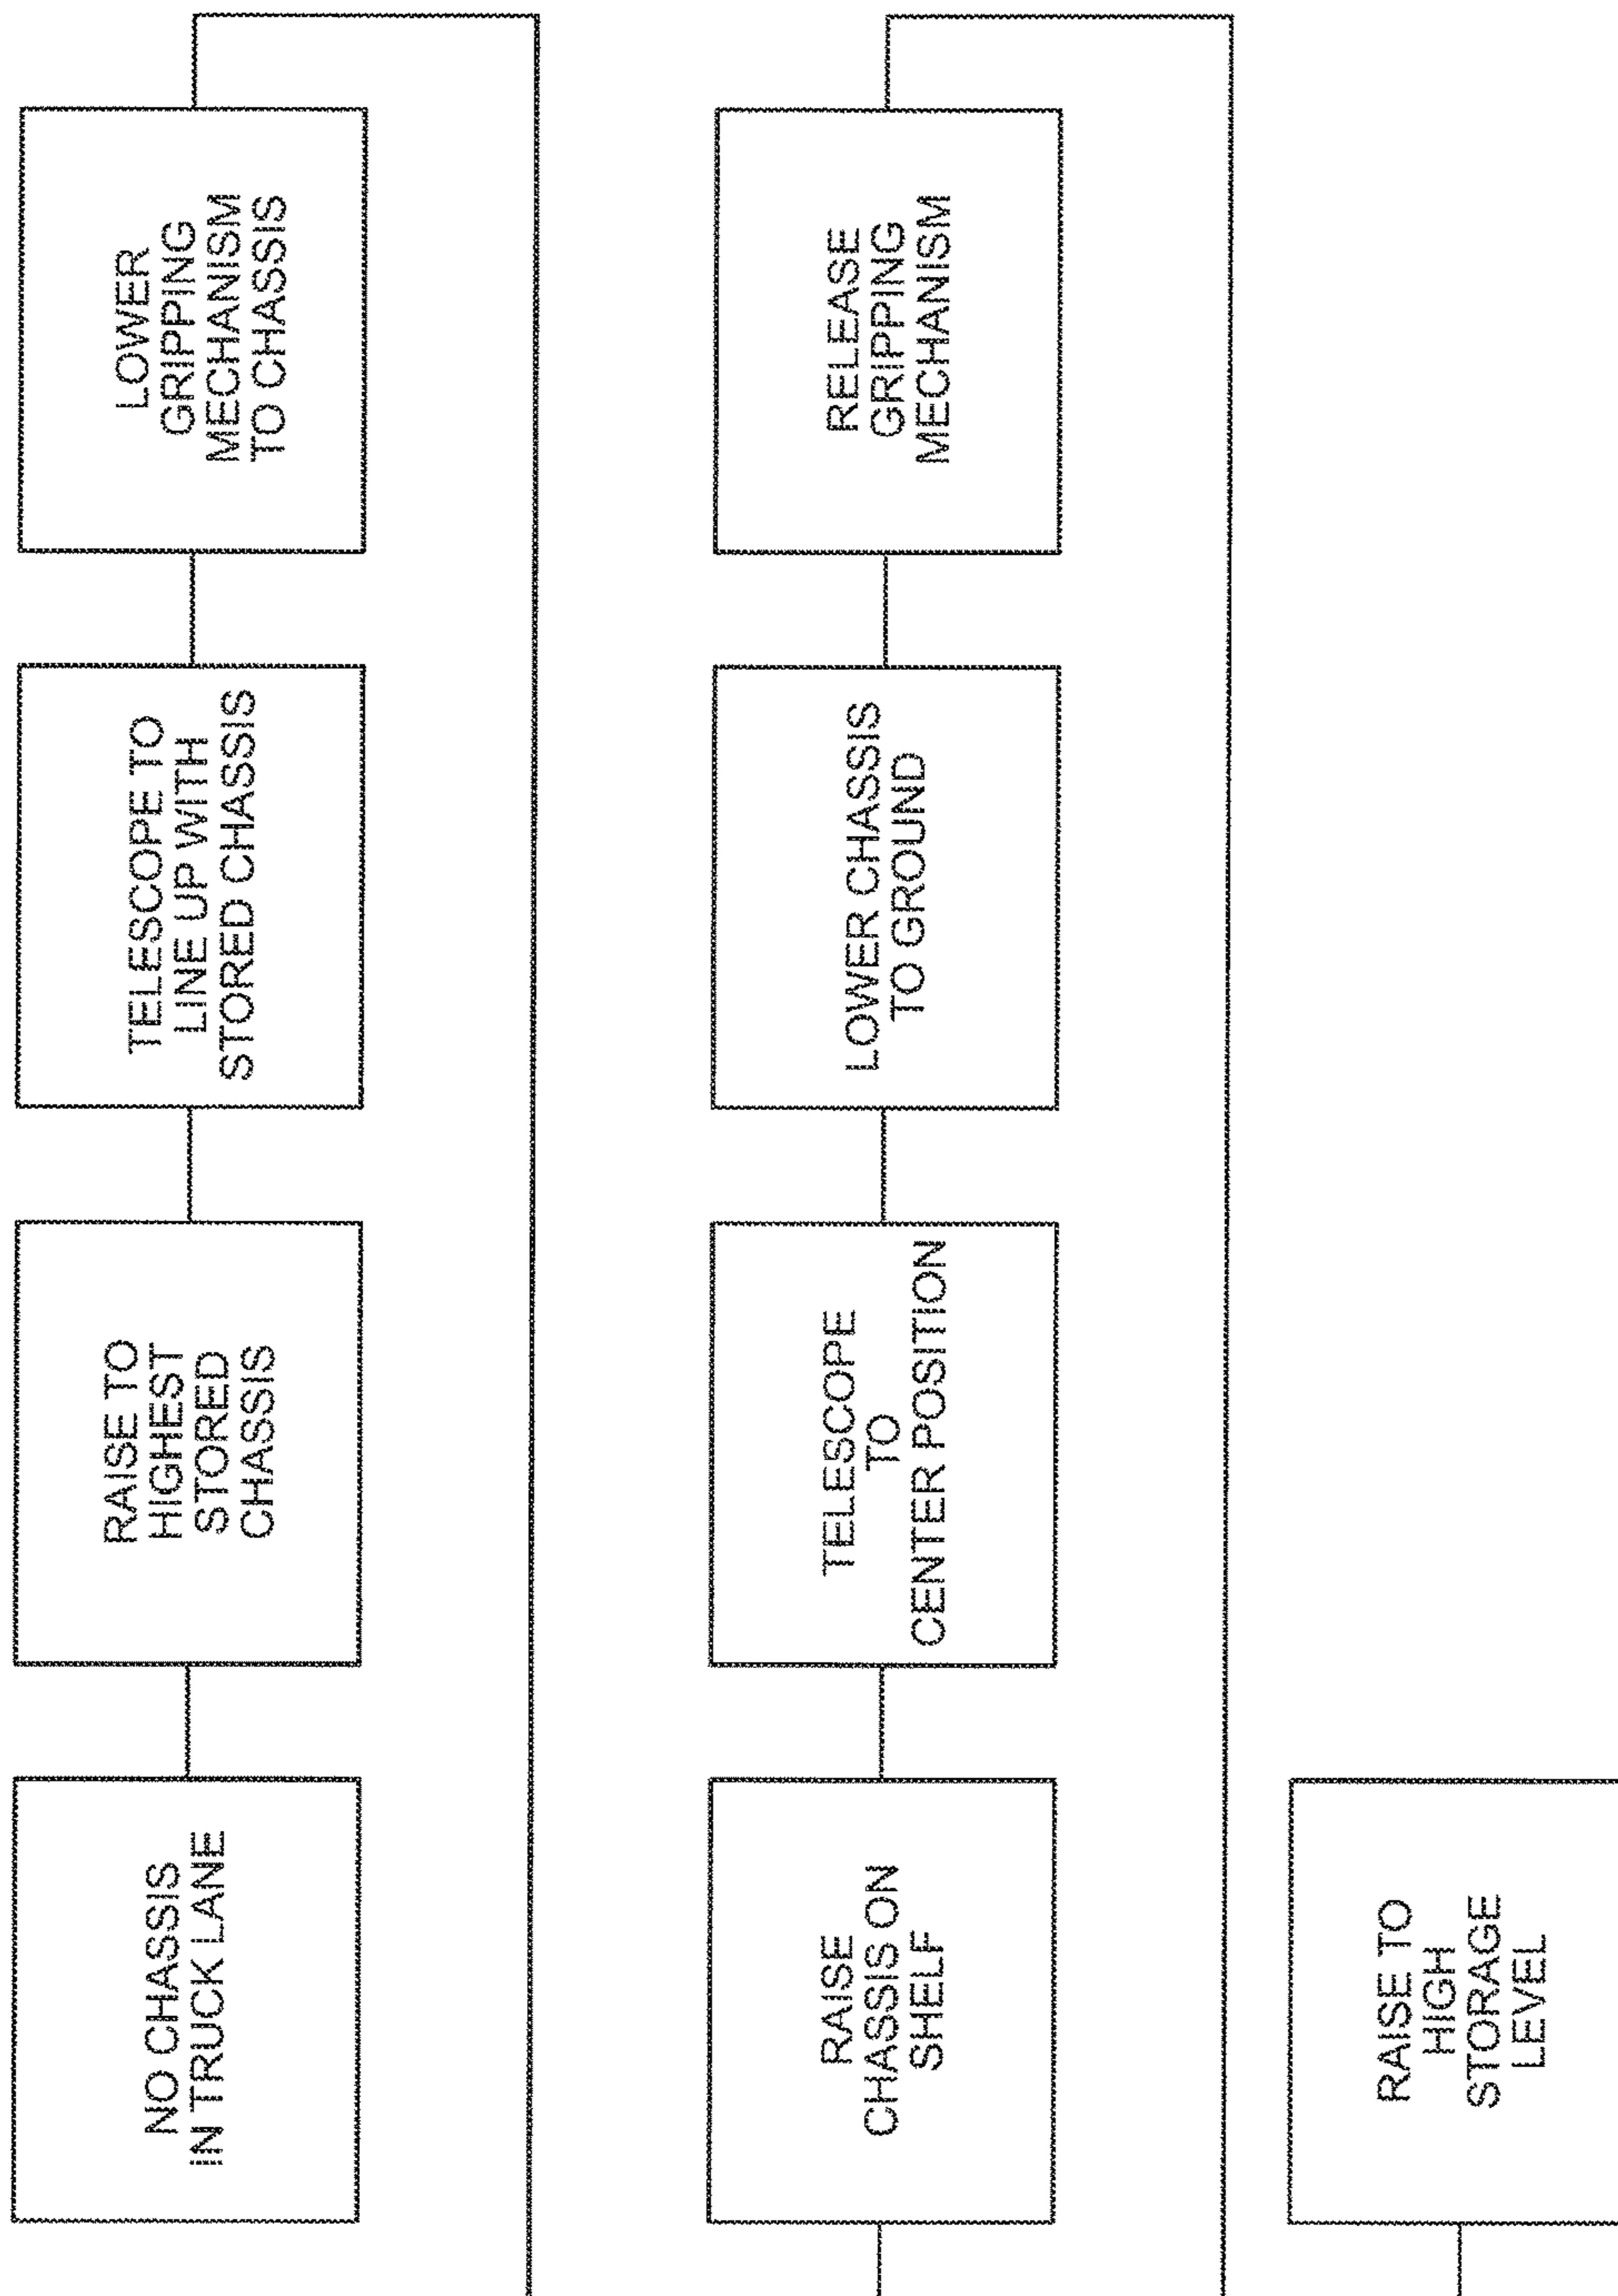 NO CHASSIS
IN TRUCK LANE
RAISE TO
HIGHEST
STORED
CHASSIS
TELESCOPE TO
LINE UP WITH
STORED CHASSIS
LOWER
GRIPPING
MECHANISM
TO CHASSIS
RAISE
CHASSIS ON
SHELF
TELESCOPE
TO
CENTER POSITION
LOWER CHASSIS
TO GROUND
RELEASE
GRIPPING
MECHANISM
RAISE TO
HIGH
STORAGE
LEVEL